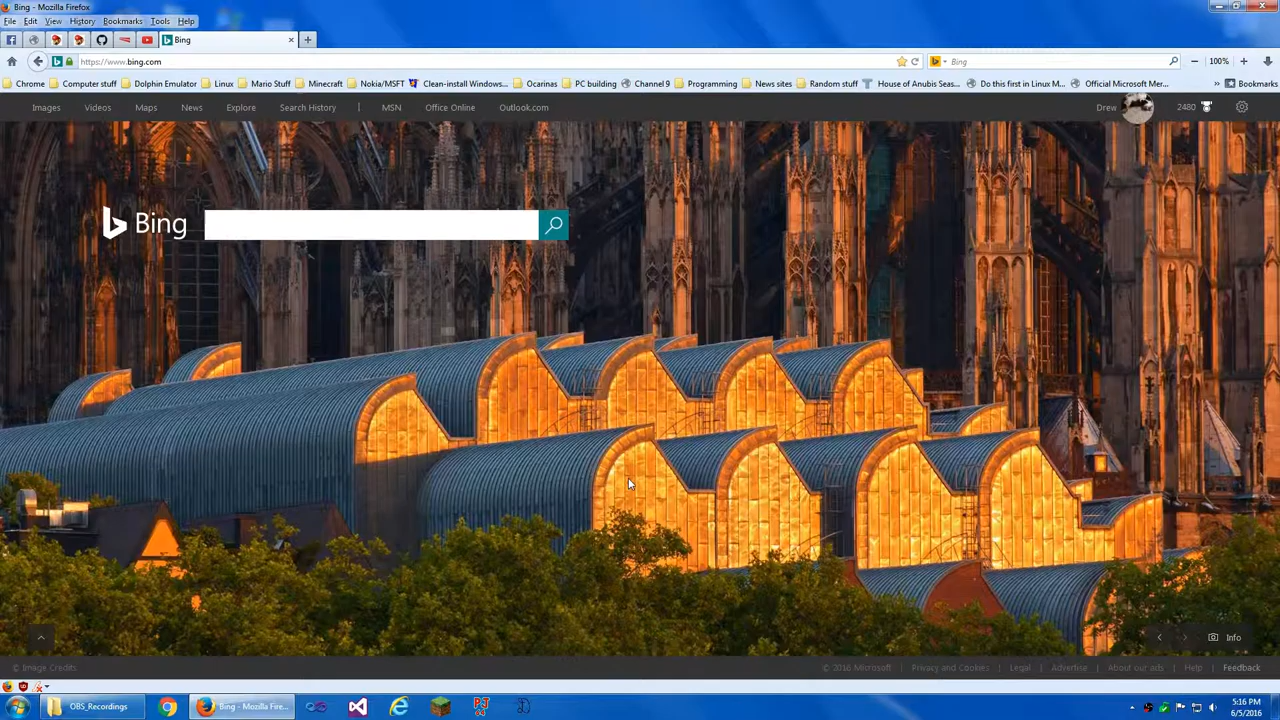 Bing - Mozilla Firefox
File Edit View History Bookmarks Tools Help
Bing
https://www.bing.com
Bing
100%
Chrome Computer stuff Dolphin Emulator Linux Mario Stuff Minecraft Nokia/MSFT Clean-install Windows... Ocarinas PC building Channel 9 Programming News sites Random stuff House of Anubis Seas... Do this first in Linux M... Official Microsoft Mer... Bookmarks
Images Videos Maps News Explore Search History | MSN Office Online Outlook.com Drew 2480
Bing
Info
© Image Credits © 2016 Microsoft | Privacy and Cookies | Legal | Advertise | About our ads | Help | Feedback
OBS_Recordings Bing - Mozilla Fire...
5:16 PM
6/5/2016